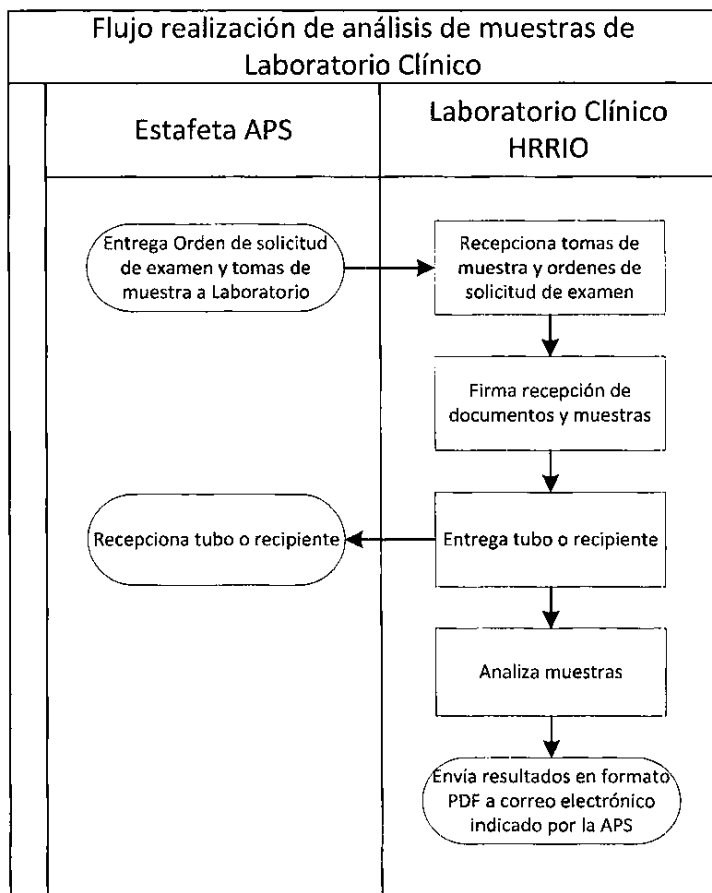 Flujo realización de análisis de muestras de
Laboratorio Clínico
Estafeta APS
Laboratorio Clínico
HRRIO
Entrega Orden de solicitud
de examen y tomas de
muestra a Laboratorio
Recepciona tomas de
muestra y ordenes de
solicitud de examen
Firma recepción de
documentos y muestras
Recepciona tubo o recipiente
Entrega tubo o recipiente
Analiza muestras
Envía resultados en formato
PDF a correo electrónico
indicado por la APS